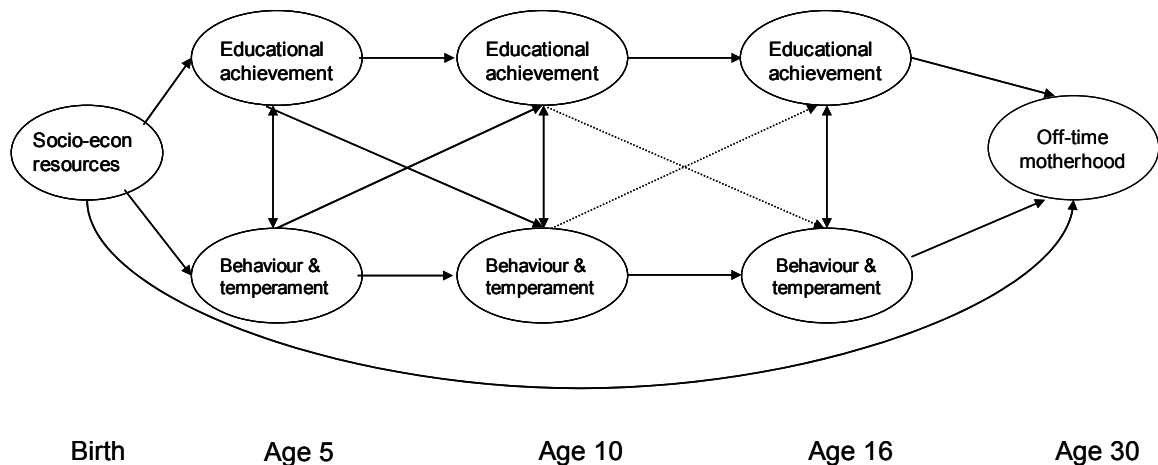 Educational
achievement
Educational
achievement
Educational
achievement
Socio-econ
resources
Off-time
motherhood
Behaviour &
temperament
Behaviour &
temperament
Behaviour &
temperament
Birth
Age 5
Age 10
Age 16
Age 30